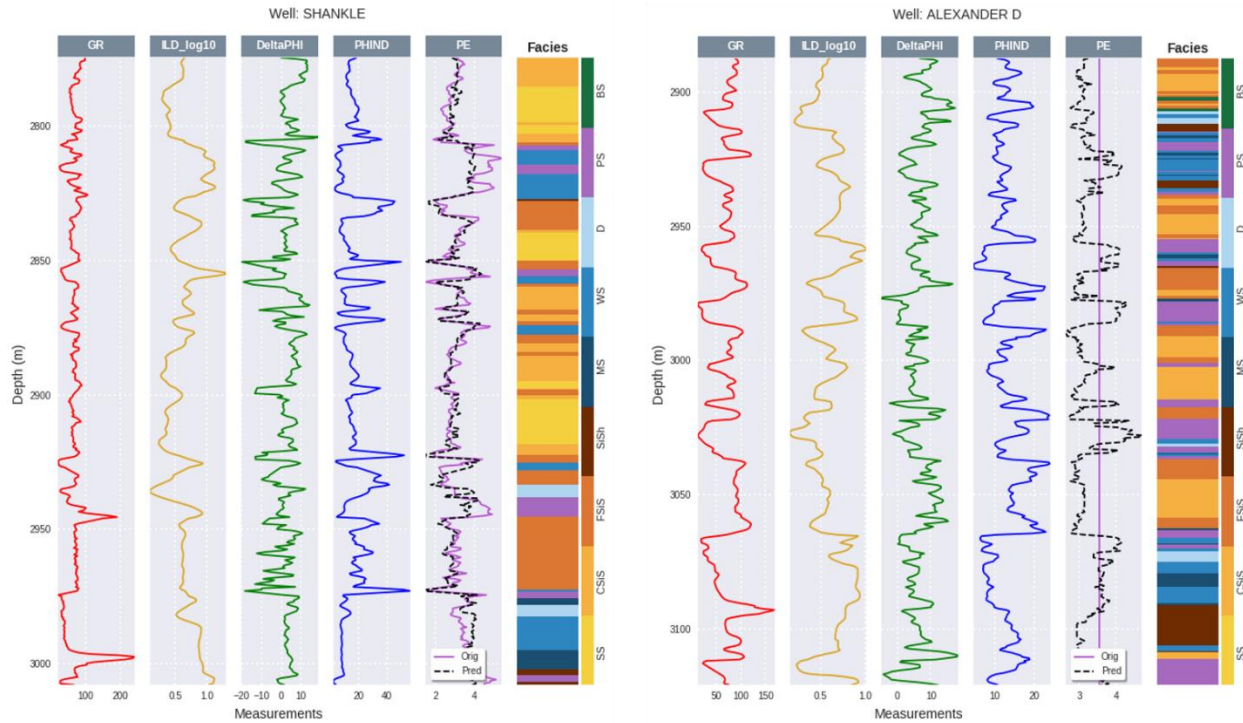 Well: SHANKLE
GR ILD_log10 DeltaPHI PHIND PE Facies
Depth (m)
2800
2850
2900
2950
3000
100 200 0.5 1.0 −20 −10 0 10 20 40 2 4
Measurements
Orig
Pred
BS
PS
D
WS
MS
SiSh
FSiS
CSiS
SS
Well: ALEXANDER D
GR ILD_log10 DeltaPHI PHIND PE Facies
Depth (m)
2900
2950
3000
3050
3100
50 100 150 0.5 1.0 0 10 10 20 3 4
Measurements
Orig
Pred
BS
PS
D
WS
MS
SiSh
FSiS
CSiS
SS